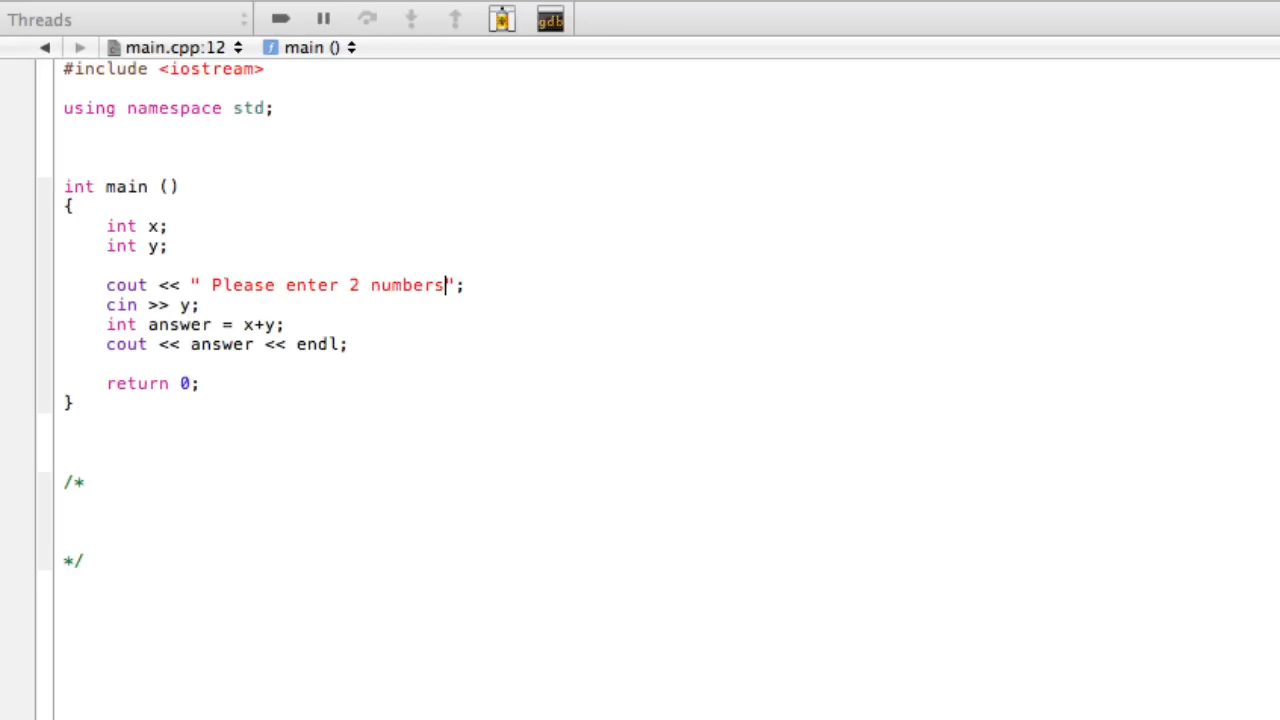 Threads
gdb
main.cpp:12 main ()
#include <iostream>
using namespace std;
int main ()
{
int x;
int y;
cout << " Please enter 2 numbers";
cin >> y;
int answer = x+y;
cout << answer << endl;
return 0;
}
/*
*/